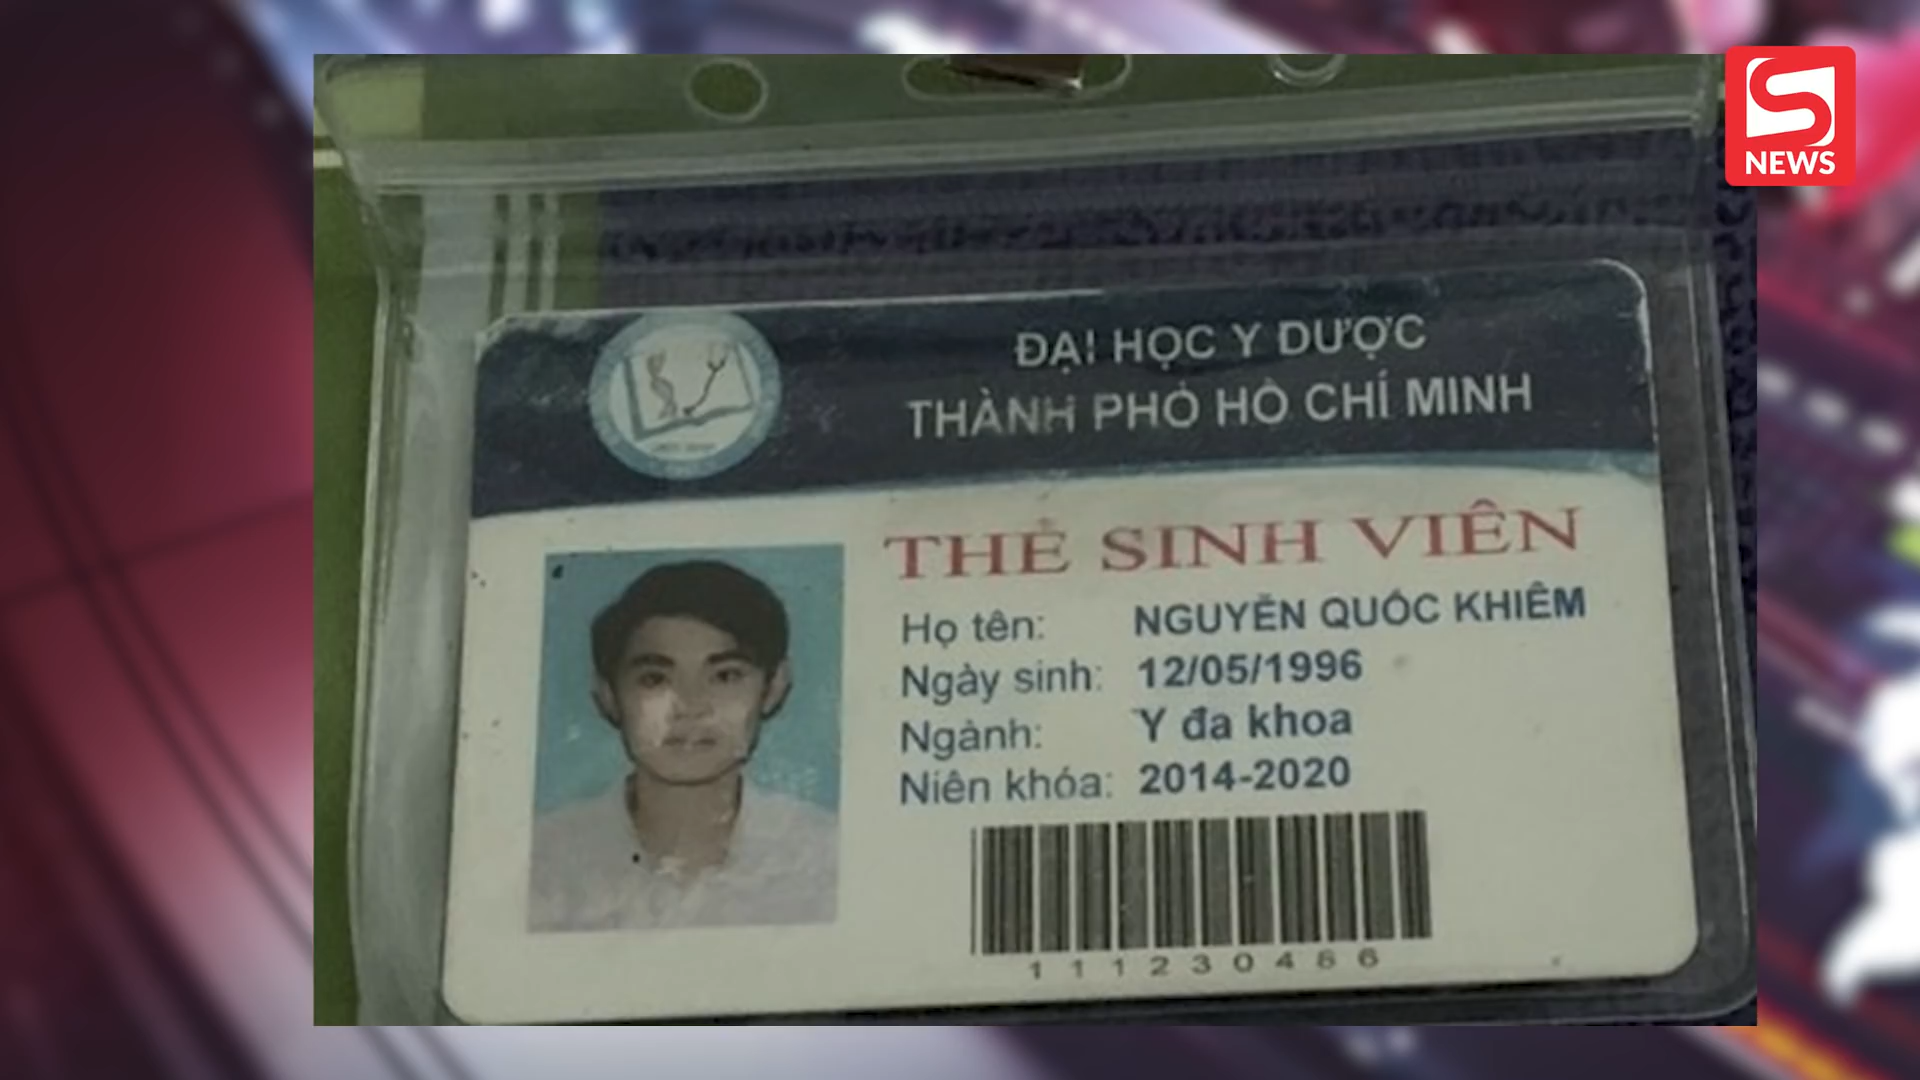 S
NEWS
ĐẠI HỌC Y DƯỢC
THÀNH PHỐ HỒ CHÍ MINH
THẺ SINH VIÊN
Họ tên: NGUYỄN QUỐC KHIÊM
Ngày sinh: 12/05/1996
Ngành: Y đa khoa
Niên khóa: 2014-2020
111230486